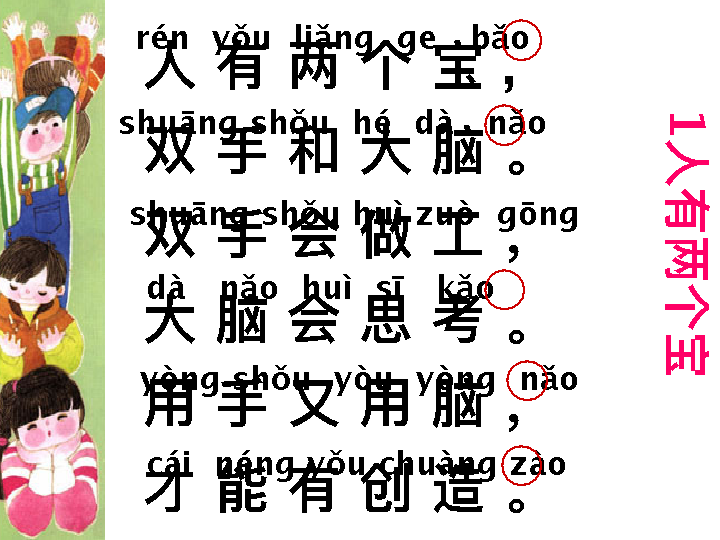 rén yǒu liǎng ge bǎo
人有两个宝，
shuāng shǒu hé dà nǎo
双手和大脑。
shuāng shǒu huì zuò gōng
双手会做工，
dà nǎo huì sī kǎo
大脑会思考。
yòng shǒu yòu yòng nǎo
用手又用脑，
cái néng yǒu chuàng zào
才能有创造。
1人有两个宝